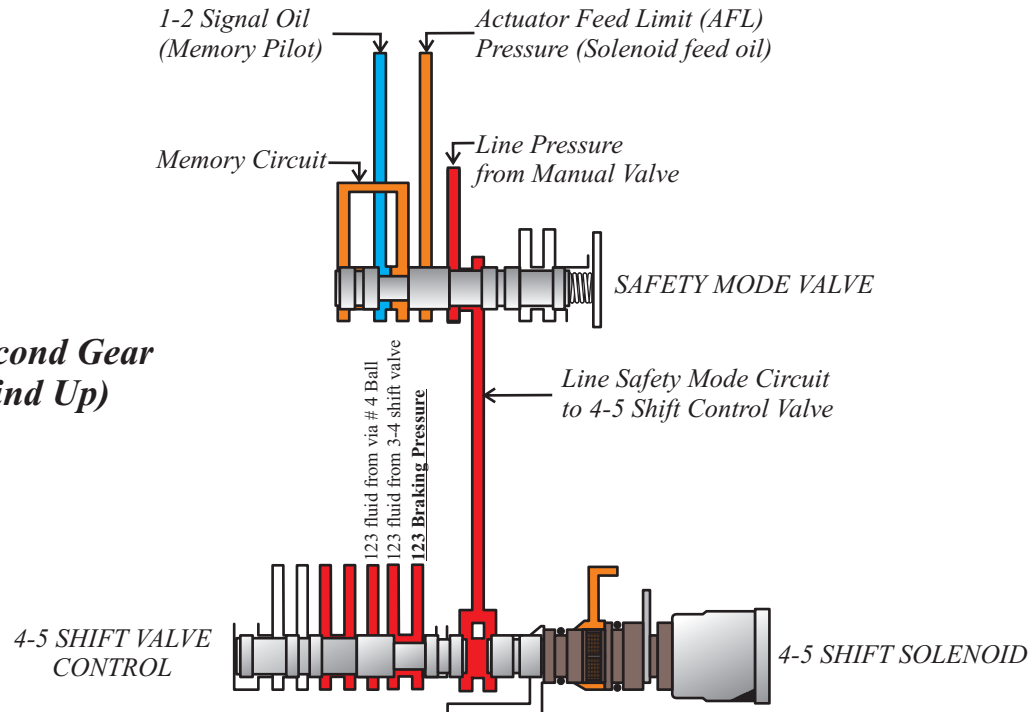 1-2 Signal Oil
(Memory Pilot)
Actuator Feed Limit (AFL)
Pressure (Solenoid feed oil)
Memory Circuit
Line Pressure
from Manual Valve
SAFETY MODE VALVE
cond Gear
ind Up)
Line Safety Mode Circuit
to 4-5 Shift Control Valve
123 fluid from via # 4 Ball
123 fluid from 3-4 shift valve
123 Braking Pressure
4-5 SHIFT VALVE
CONTROL
4-5 SHIFT SOLENOID